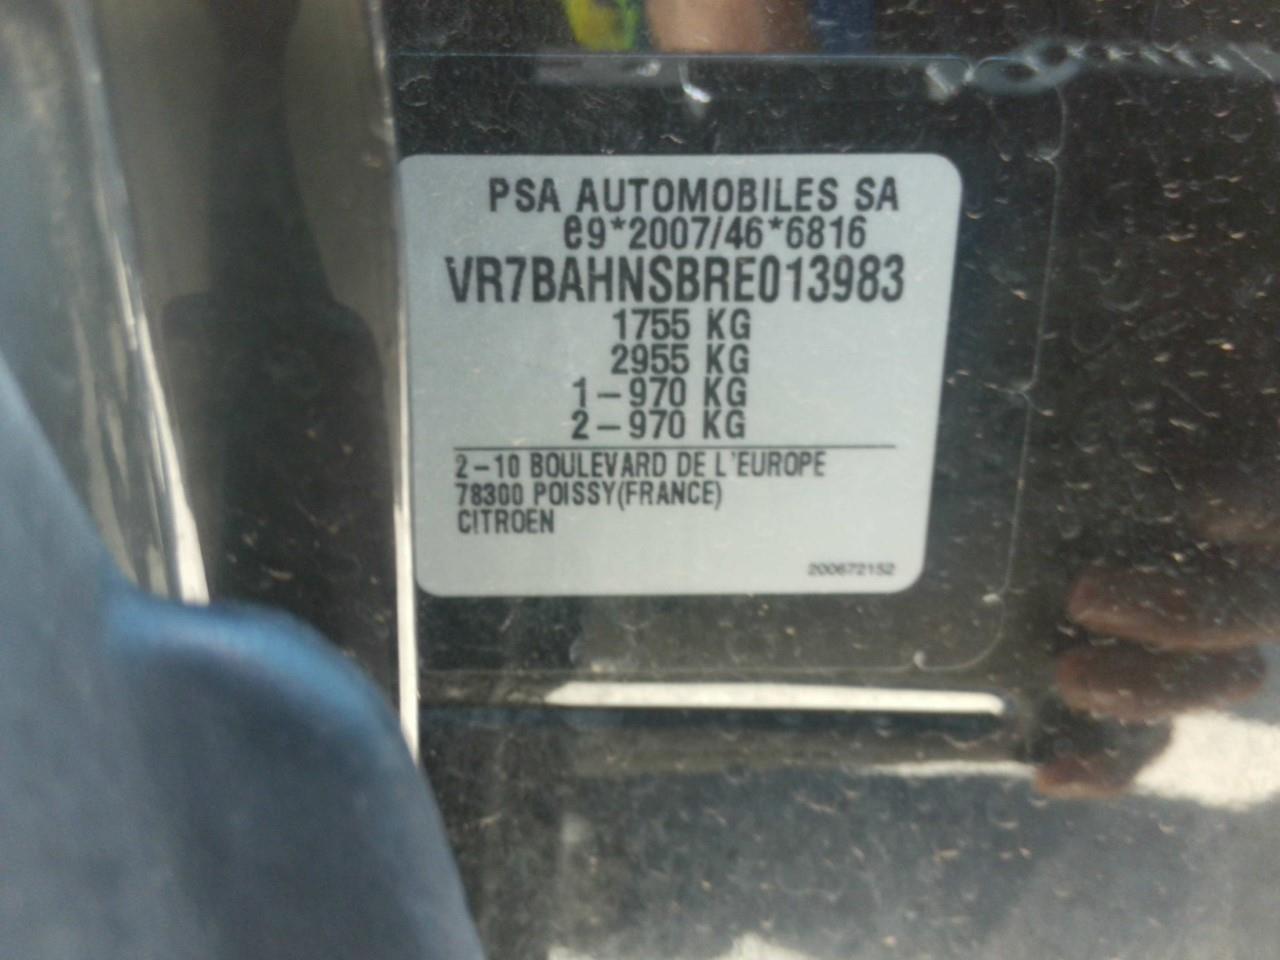 PSA AUTOMOBILES SA
e9*2007/46*6816
VR7BAHNSBRE013983
1755 KG
2955 KG
1-970 KG
2-970 KG
2-10 BOULEVARD DE L'EUROPE
78300 POISSY(FRANCE)
CITROEN
200672152